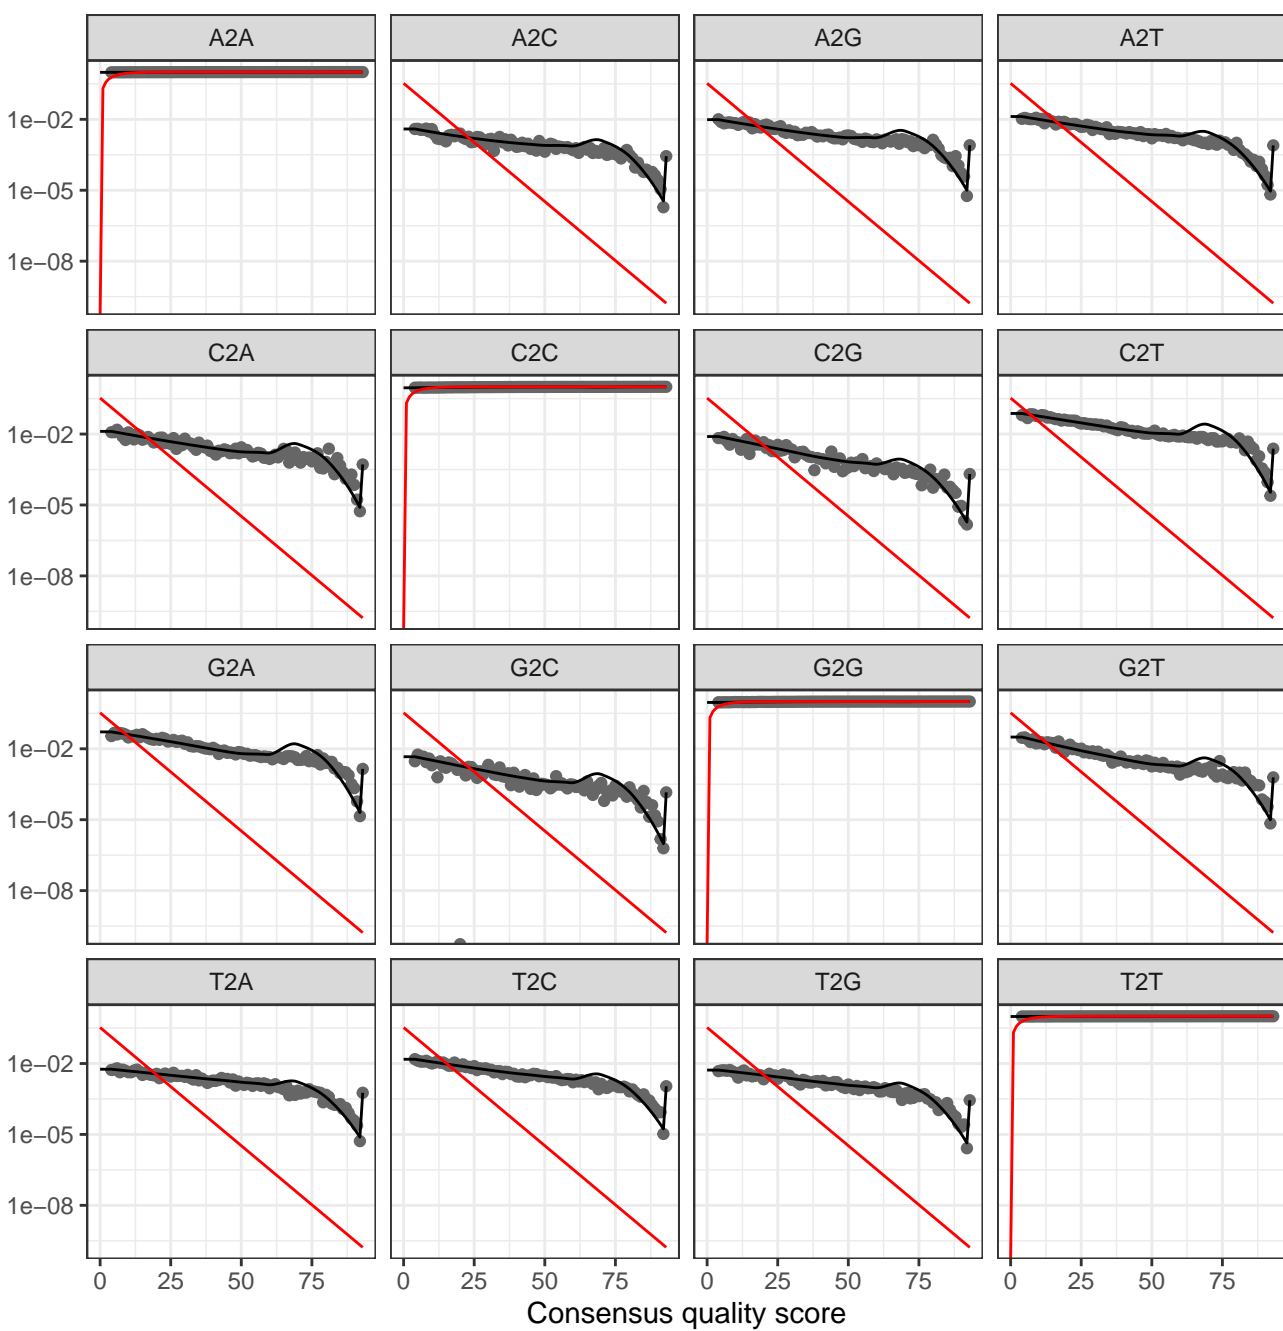 A2A A2C A2G A2T
1e−02
1e−05
1e−08
C2A C2C C2G C2T
1e−02
1e−05
1e−08
G2A G2C G2G G2T
1e−02
1e−05
1e−08
T2A T2C T2G T2T
1e−02
1e−05
1e−08
0 25 50 75 0 25 50 75 0 25 50 75 0 25 50 75
Consensus quality score